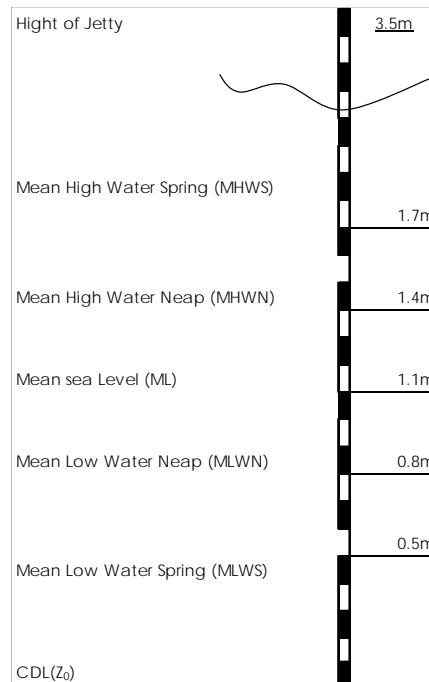 Hight of Jetty 3.5m
Mean High Water Spring (MHWS)
1.7m
Mean High Water Neap (MHWN) 1.4m
Mean sea Level (ML) 1.1m
Mean Low Water Neap (MLWN) 0.8m
0.5m
Mean Low Water Spring (MLWS)
CDL(Z₀)